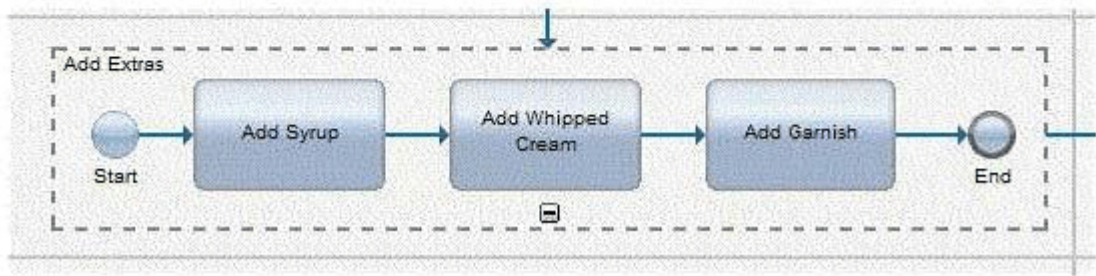 Add Extras
Add Syrup
Add Whipped
Cream
Add Garnish
Start
End